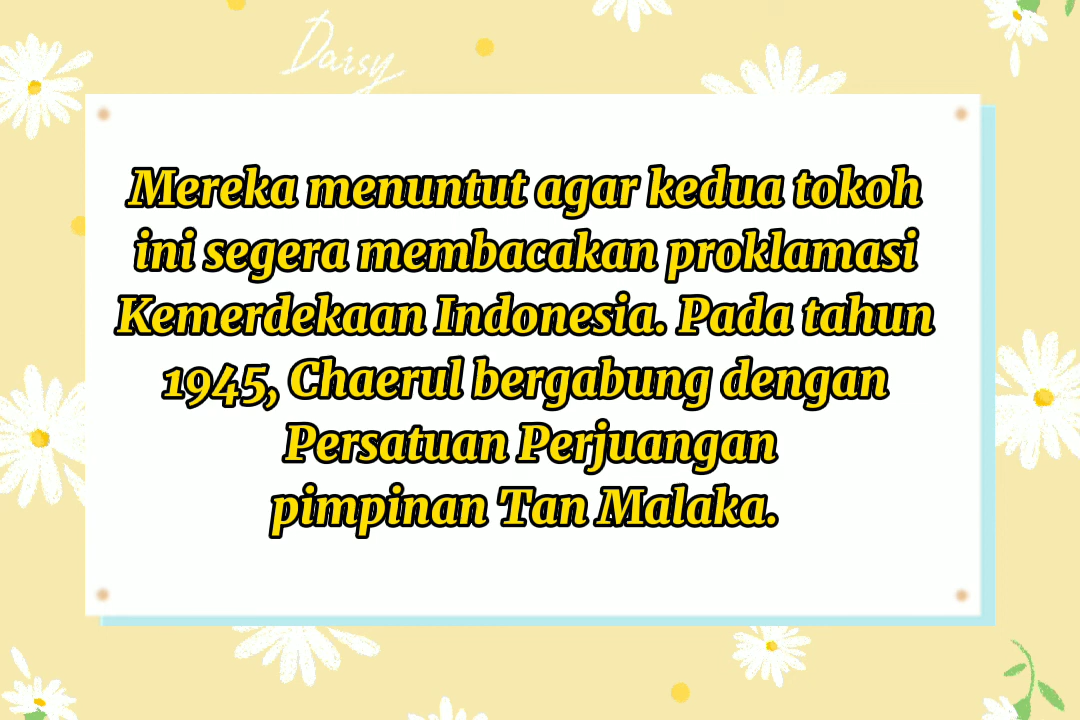 Daisy
Mereka menuntut agar kedua tokoh
ini segera membacakan proklamasi
Kemerdekaan Indonesia. Pada tahun
1945, Chaerul bergabung dengan
Persatuan Perjuangan
pimpinan Tan Malaka.